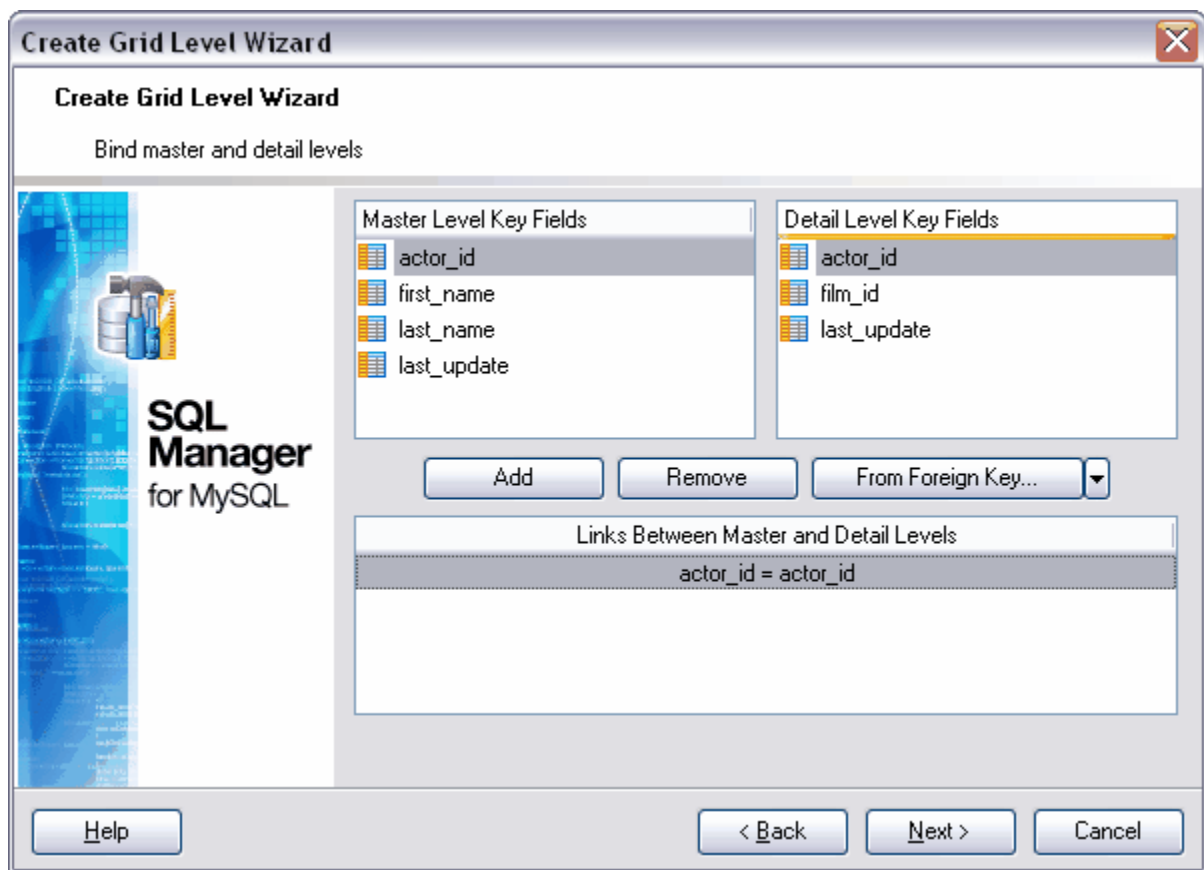 Create Grid Level Wizard
Create Grid Level Wizard
Bind master and detail levels
Master Level Key Fields
actor_id
first_name
last_name
last_update
Detail Level Key Fields
actor_id
film_id
last_update
SQL
Manager
for MySQL
Add Remove From Foreign Key...
Links Between Master and Detail Levels
actor_id = actor_id
Help < Back Next > Cancel